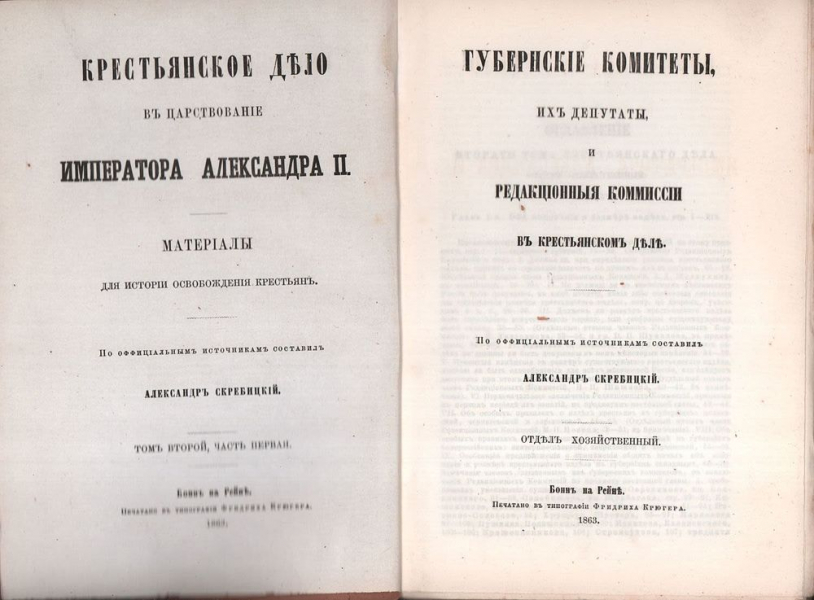 КРЕСТЬЯНСКОЕ ДѢЛО
ВЪ ЦАРСТВОВАНІЕ
ИМПЕРАТОРА АЛЕКСАНДРА II.
МАТЕРІАЛЫ
ДЛЯ ИСТОРІИ ОСВОБОЖДЕНІЯ КРЕСТЬЯНЪ.
По оффиціальнымъ источникамъ составилъ
АЛЕКСАНДРЪ СКРЕБИЦКІЙ.
ТОМЪ ВТОРОЙ, ЧАСТЬ ПЕРВАЯ.
Боннъ на Рейнѣ.
Печатано въ типографіи Фридриха Крюгера.
1863.
ГУБЕРНСКІЕ КОМИТЕТЫ,
ИХЪ ДЕПУТАТЫ,
И
РЕДАКЦІОННЫЯ КОММИССІИ
ВЪ КРЕСТЬЯНСКОМЪ ДѢЛѢ.
По оффиціальнымъ источникамъ составилъ
АЛЕКСАНДРЪ СКРЕБИЦКІЙ.
ОТДѢЛЪ ХОЗЯЙСТВЕННЫЙ.
Боннъ на Рейнѣ.
Печатано въ типографіи Фридриха Крюгера.
1863.